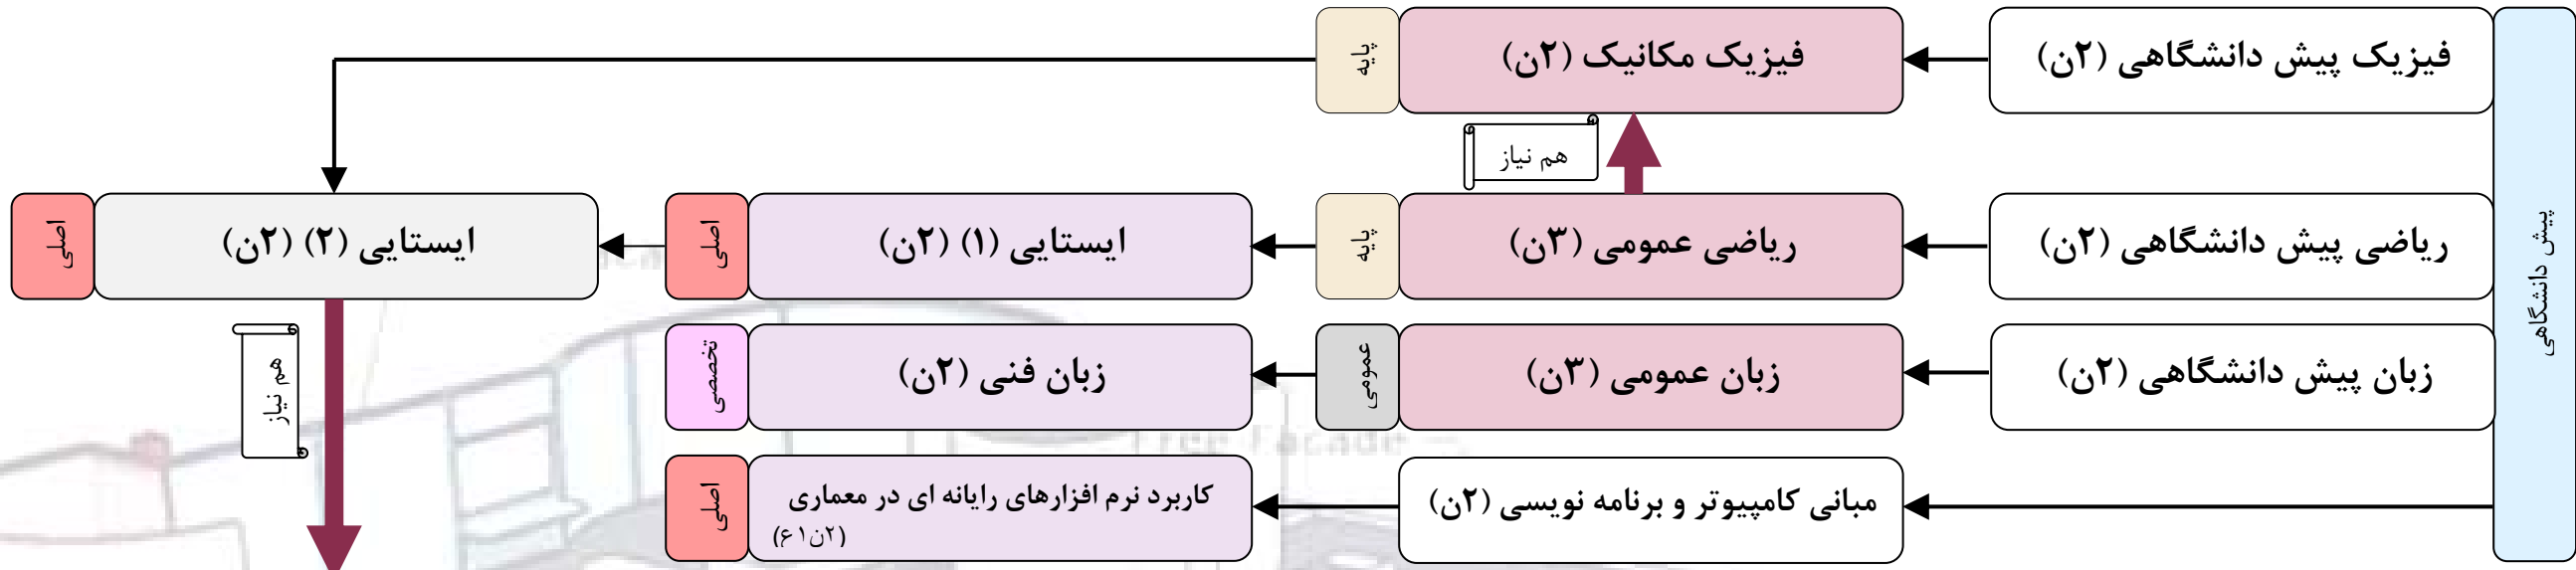 پیش دانشگاهی
فیزیک پیش دانشگاهی (۲ن)
فیزیک مکانیک (۲ن)
پایه
هم نیاز
ریاضی پیش دانشگاهی (۲ن)
ریاضی عمومی (۳ن)
پایه
ایستایی (۱) (۲ن)
اصلی
ایستایی (۲) (۲ن)
اصلی
زبان پیش دانشگاهی (۲ن)
زبان عمومی (۳ن)
عمومی
زبان فنی (۲ن)
تخصصی
هم نیاز
مبانی کامپیوتر و برنامه نویسی (۲ن)
کاربرد نرم افزارهای رایانه ای در معماری
(۲ن۱ع)
اصلی
Free Facade